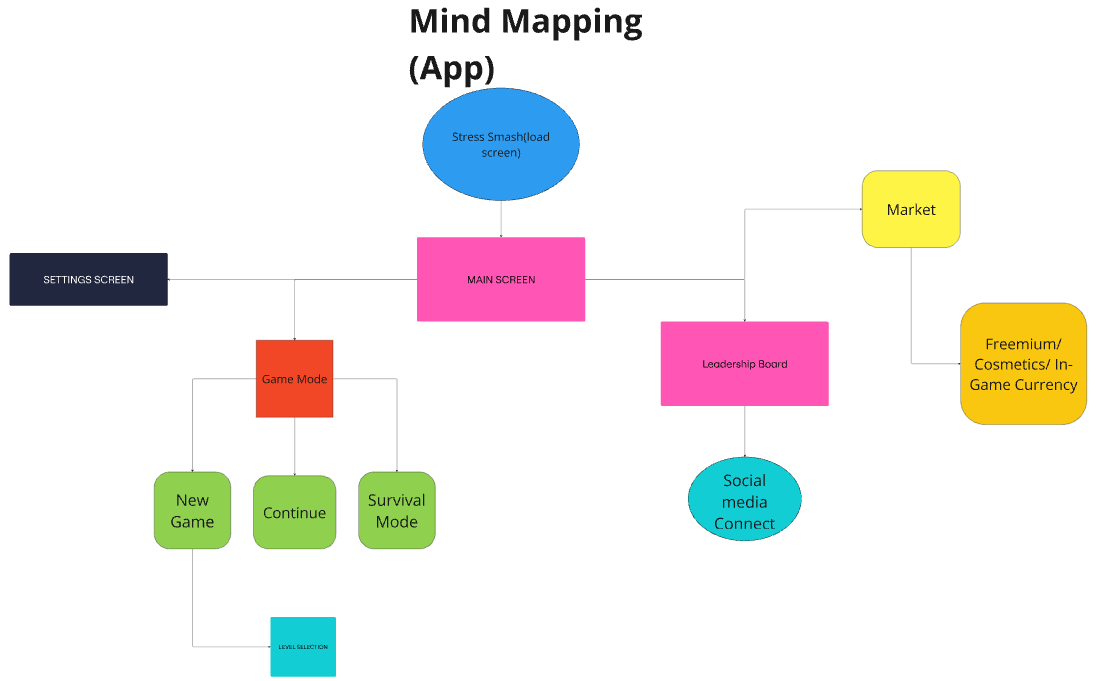 Mind Mapping
(App)
Stress Smash(load
screen)
Market
SETTINGS SCREEN
MAIN SCREEN
Freemium/
Cosmetics/ In-
Game Currency
Game Mode
Leadership Board
New
Game
Continue
Survival
Mode
Social
media
Connect
LEVEL SELECTION